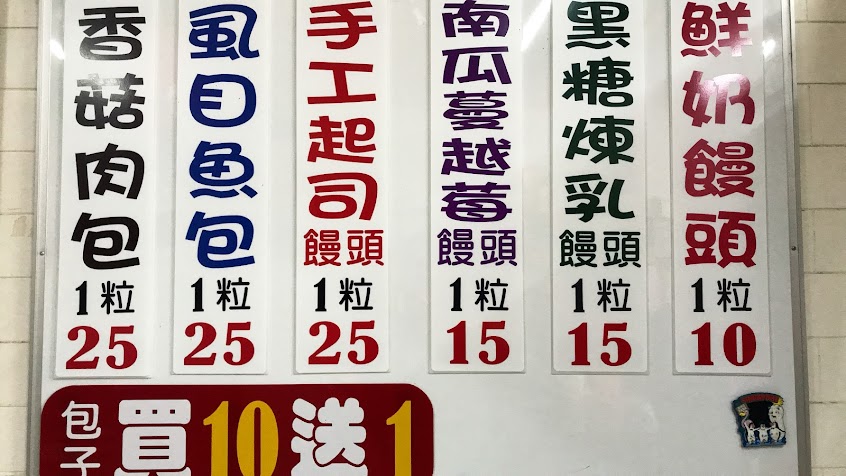 香菇肉包
1粒
25
虱目魚包
1粒
25
手工起司
饅頭
1粒
25
南瓜蔓越莓
饅頭
1粒
15
黑糖煉乳
饅頭
1粒
15
鮮奶饅頭
1粒
10
包子
買10送1